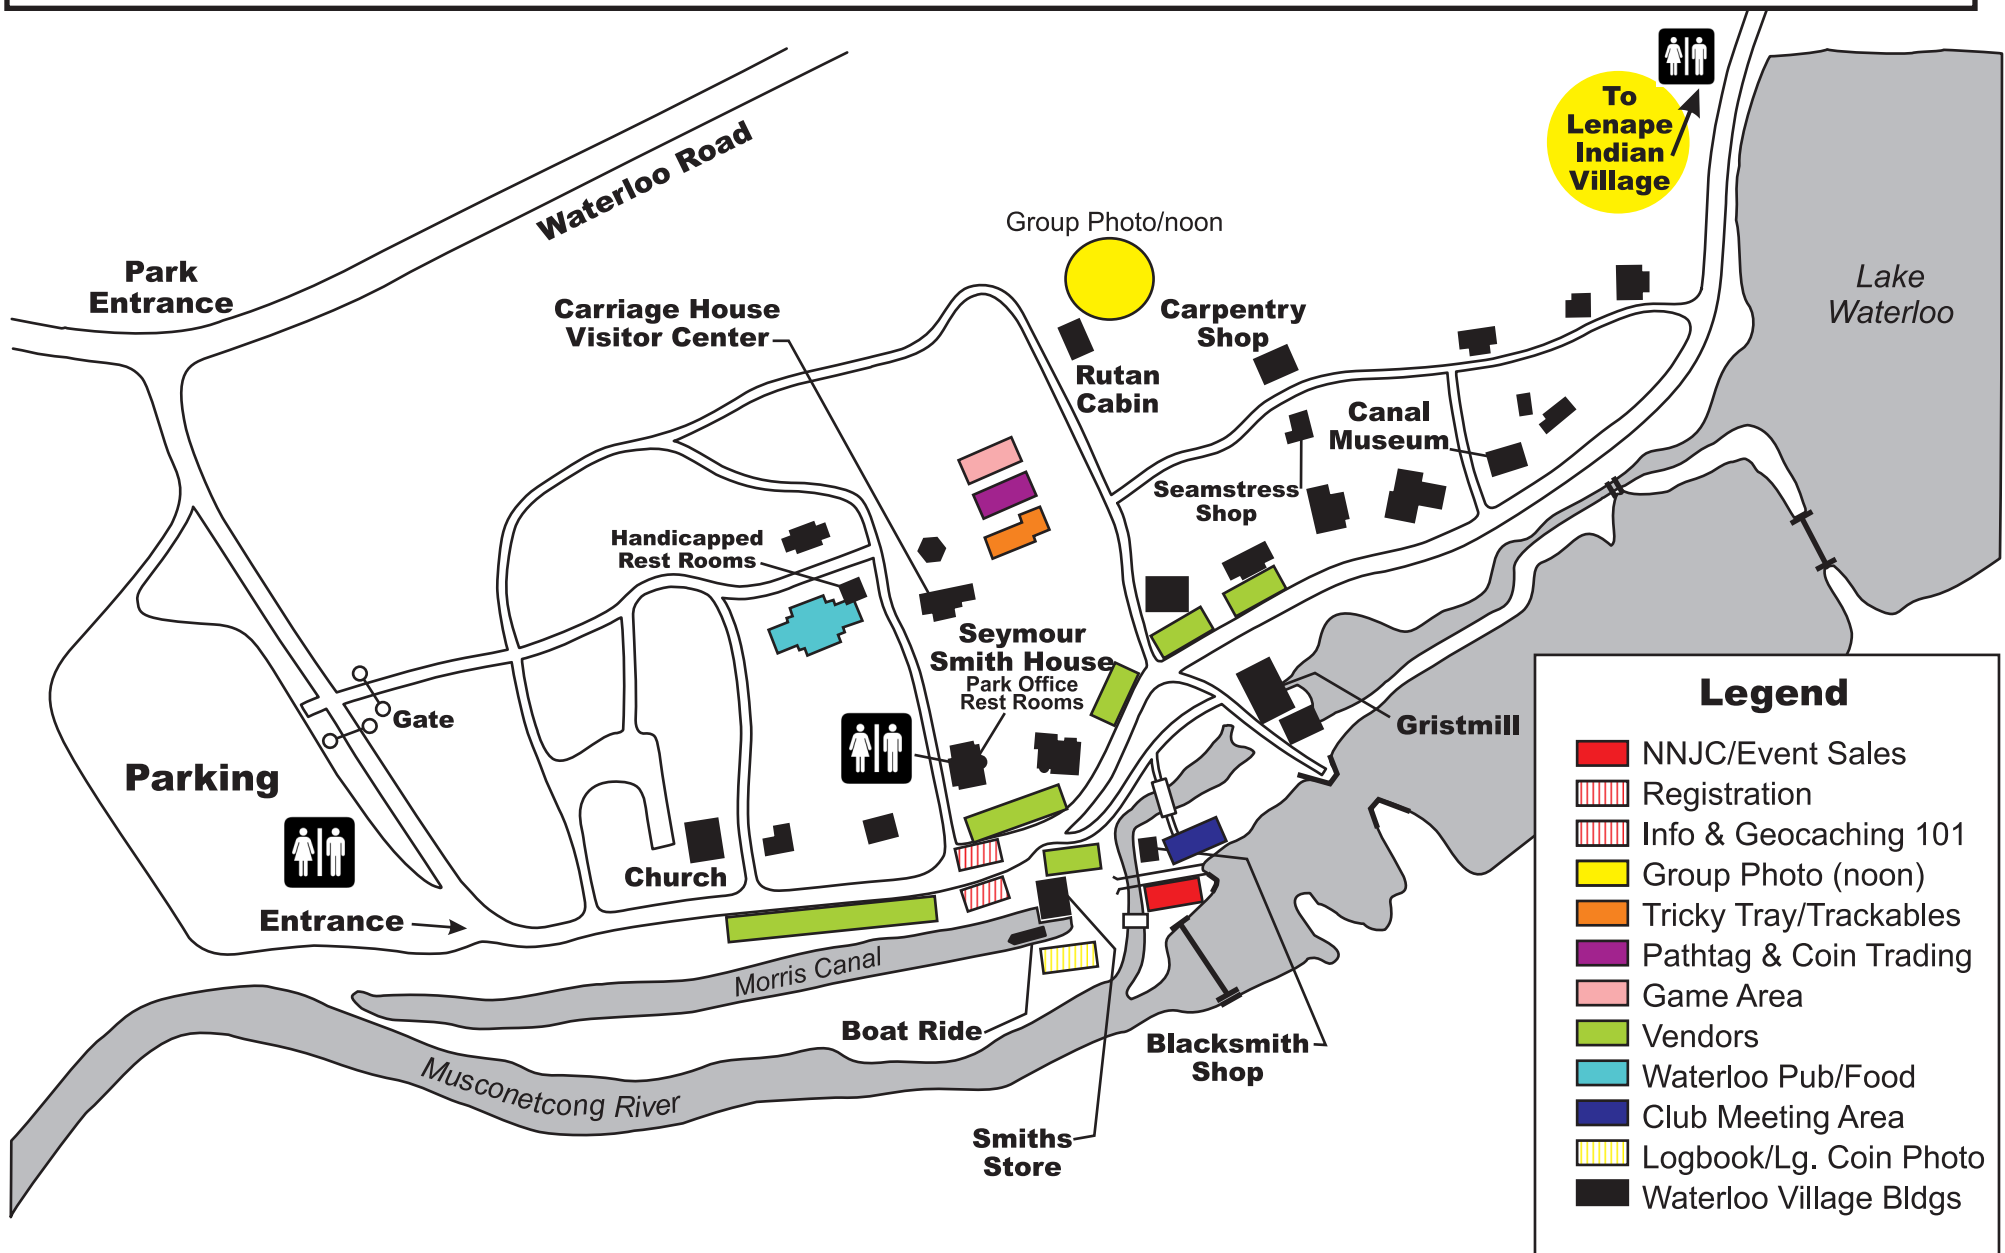 To
Lenape
Indian
Village
Waterloo Road
Group Photo/noon
Park
Entrance
Lake
Waterloo
Carriage House
Visitor Center
Carpentry
Shop
Rutan
Cabin
Canal
Museum
Seamstress
Shop
Handicapped
Rest Rooms
Seymour
Smith House
Park Office
Rest Rooms
Gate
Gristmill
Parking
Church
Entrance
Morris Canal
Boat Ride
Blacksmith
Shop
Musconetcong River
Smiths
Store
Legend
NNJC/Event Sales
Registration
Info & Geocaching 101
Group Photo (noon)
Tricky Tray/Trackables
Pathtag & Coin Trading
Game Area
Vendors
Waterloo Pub/Food
Club Meeting Area
Logbook/Lg. Coin Photo
Waterloo Village Bldgs